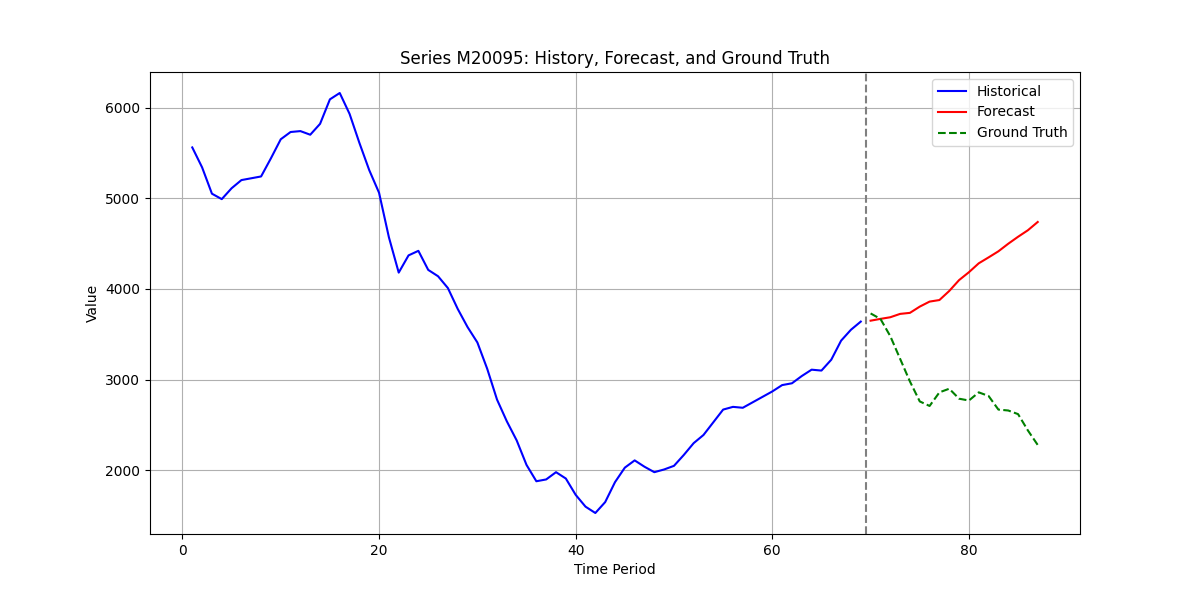 Series M20095: History, Forecast, and Ground Truth
Historical
Forecast
Ground Truth
6000
5000
4000
3000
2000
Value
0 20 40 60 80
Time Period